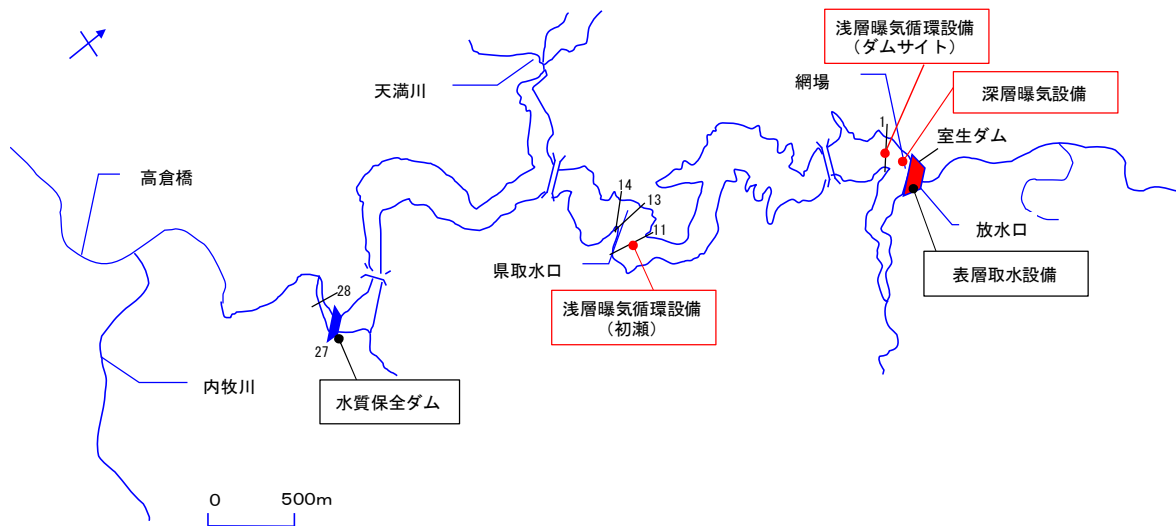 浅層曝気循環設備
(ダムサイト)
天満川
網場
深層曝気設備
1
室生ダム
高倉橋
14
13
11
放水口
県取水口
表層取水設備
28
浅層曝気循環設備
(初瀬)
27
内牧川
水質保全ダム
0 500m